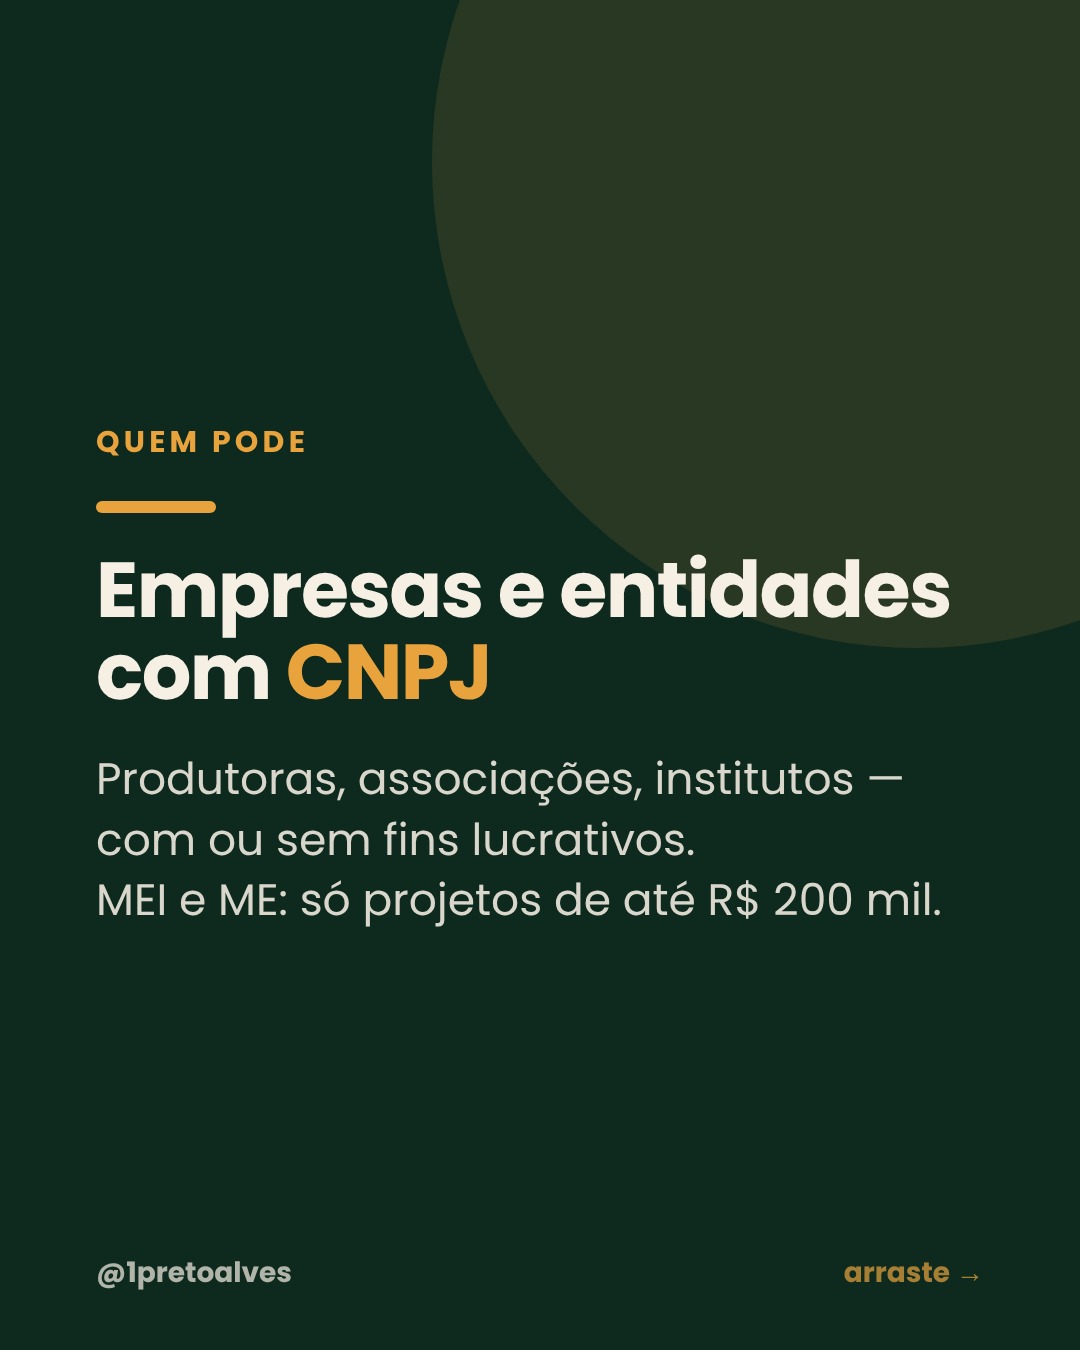 QUEM PODE
Empresas e entidades
com CNPJ
Produtoras, associações, institutos —
com ou sem fins lucrativos.
MEI e ME: só projetos de até R$ 200 mil.
@1pretoalves
arraste →